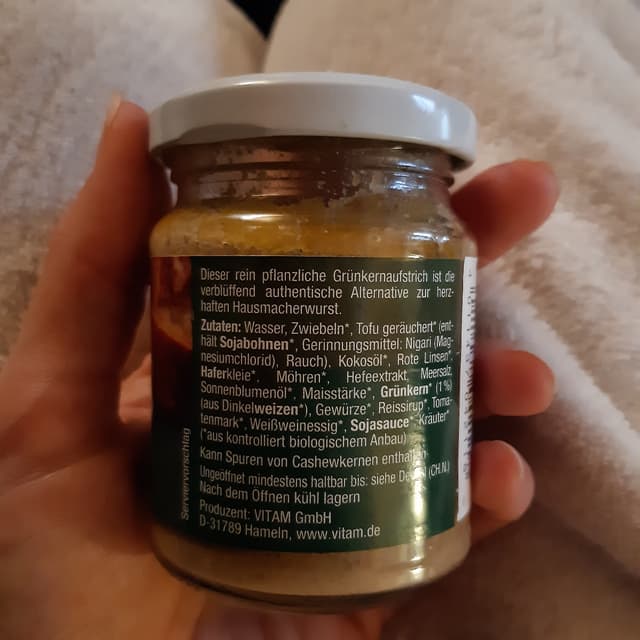 Dieser rein pflanzliche Grünkernaufstrich ist die
verblüffend authentische Alternative zur herz-
haften Hausmacherwurst.
Zutaten: Wasser, Zwiebeln*, Tofu geräuchert* (ent-
hält Sojabohnen*, Gerinnungsmittel: Nigari (Mag-
nesiumchlorid), Rauch), Kokosöl*, Rote Linsen*,
Haferkleie*, Möhren*, Hefeextrakt, Meersalz,
Sonnenblumenöl*, Maisstärke*, Grünkern* (1%)
(aus Dinkelweizen*), Gewürze*, Reissirup*, Toma-
tenmark*, Weißweinessig*, Sojasauce*, Kräuter*
(*aus kontrolliert biologischem Anbau)
Kann Spuren von Cashewkernen enthalten
Ungeöffnet mindestens haltbar bis: siehe (CH.N.)
Nach dem Öffnen kühl lagern
Produzent: VITAM GmbH
D-31789 Hameln, www.vitam.de
Serviervorschlag